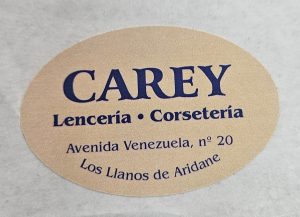 CAREY
Lencería • Corsetería
Avenida Venezuela, nº 20
Los Llanos de Aridane